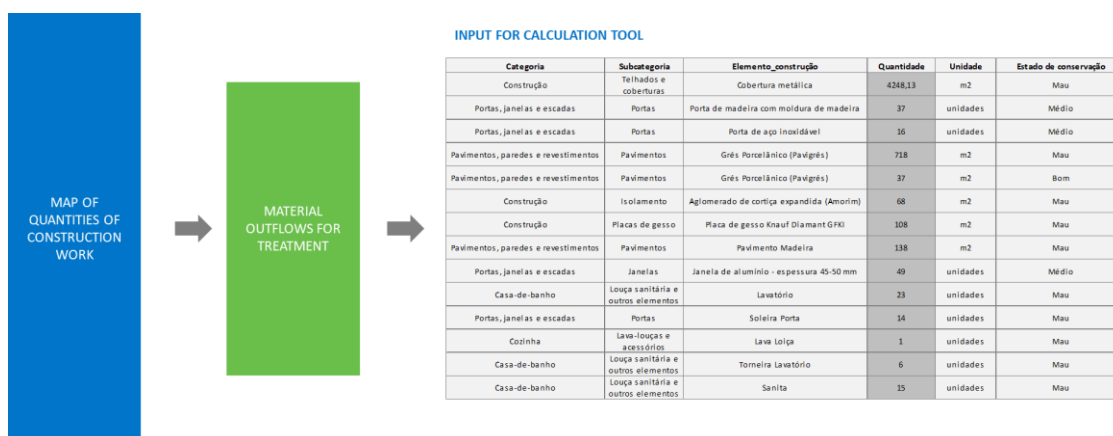 INPUT FOR CALCULATION TOOL
MAP OF
QUANTITIES OF
CONSTRUCTION
WORK
MATERIAL
OUTFLOWS FOR
TREATMENT
Categoria Subcategoria Elemento_construção Quantidade Unidade Estado de conservação
Construção Telhados e coberturas Cobertura metálica 4248,13 m2 Mau
Portas, janelas e escadas Portas Porta de madeira com moldura de madeira 37 unidades Médio
Portas, janelas e escadas Portas Porta de aço inoxidável 16 unidades Médio
Pavimentos, paredes e revestimentos Pavimentos Grés Porcelânico (Pavigrés) 718 m2 Mau
Pavimentos, paredes e revestimentos Pavimentos Grés Porcelânico (Pavigrés) 37 m2 Bom
Construção Isolamento Aglomerado de cortiça expandida (Amorim) 68 m2 Mau
Construção Placas de gesso Placa de gesso Knauf Diamant GFKI 108 m2 Mau
Pavimentos, paredes e revestimentos Pavimentos Pavimento Madeira 138 m2 Mau
Portas, janelas e escadas Janelas Janela de alumínio - espessura 45-50 mm 49 unidades Médio
Casa-de-banho Louça sanitária e outros elementos Lavatório 23 unidades Mau
Portas, janelas e escadas Portas Soleira Porta 14 unidades Mau
Cozinha Lava-louças e acessórios Lava Loiça 1 unidades Mau
Casa-de-banho Louça sanitária e outros elementos Torneira Lavatório 6 unidades Mau
Casa-de-banho Louça sanitária e outros elementos Sanita 15 unidades Mau